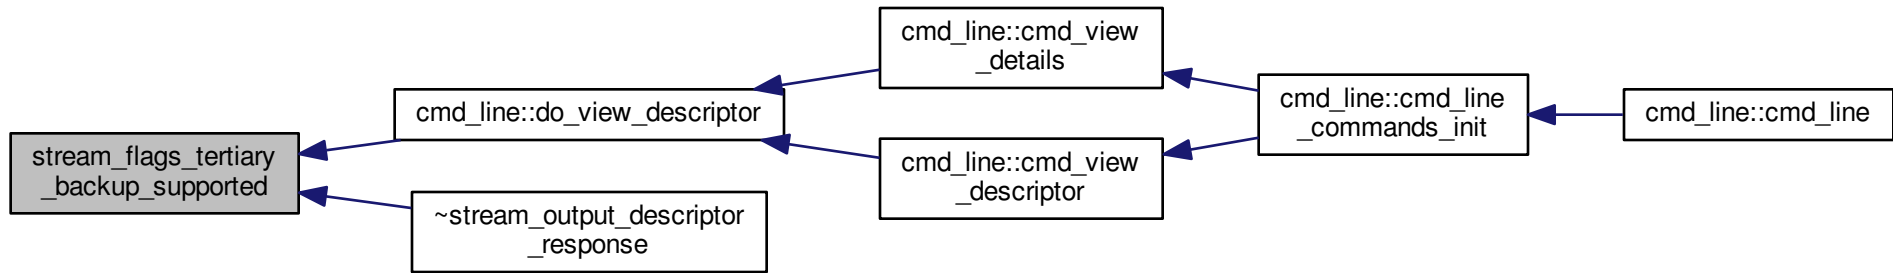 stream_flags_tertiary
_backup_supported
cmd_line::do_view_descriptor
~stream_output_descriptor
_response
cmd_line::cmd_view
_details
cmd_line::cmd_view
_descriptor
cmd_line::cmd_line
_commands_init
cmd_line::cmd_line